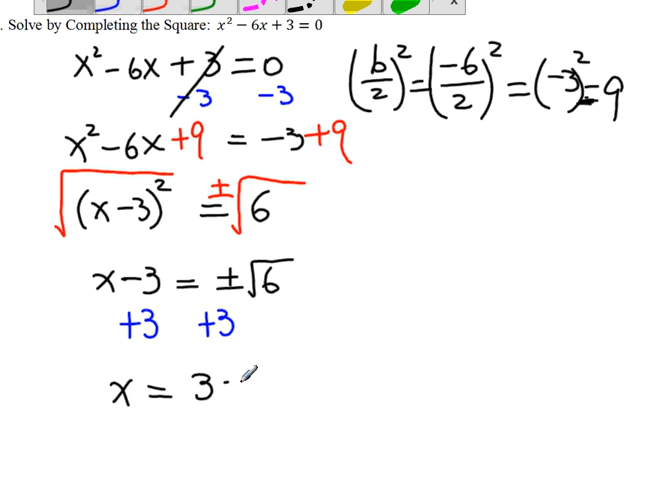 . Solve by Completing the Square: x² − 6x + 3 = 0
x² − 6x + 3 = 0
−3 −3
(b/2)² = (−6/2)² = (−3)² = 9
x² − 6x +9 = −3 +9
√(x−3)² = ±√6
x − 3 = ±√6
+3 +3
x = 3